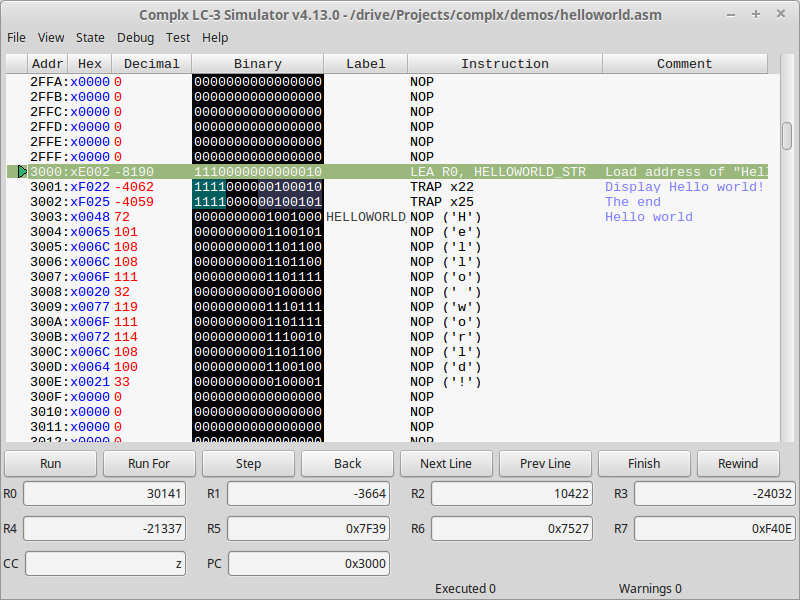 Complx LC-3 Simulator v4.13.0 - /drive/Projects/complx/demos/helloworld.asm
File View State Debug Test Help
Addr Hex Decimal Binary Label Instruction Comment
2FFA: x0000 0 0000000000000000 NOP
2FFB: x0000 0 0000000000000000 NOP
2FFC: x0000 0 0000000000000000 NOP
2FFD: x0000 0 0000000000000000 NOP
2FFE: x0000 0 0000000000000000 NOP
2FFF: x0000 0 0000000000000000 NOP
3000: xE002 -8190 1110000000000010 LEA R0, HELLOWORLD_STR Load address of "Hell
3001: xF022 -4062 1111000000100010 TRAP x22 Display Hello world!
3002: xF025 -4059 1111000000100101 TRAP x25 The end
3003: x0048 72 0000000001001000 HELLOWORLD_ NOP ('H') Hello world
3004: x0065 101 0000000001100101 NOP ('e')
3005: x006C 108 0000000001101100 NOP ('l')
3006: x006C 108 0000000001101100 NOP ('l')
3007: x006F 111 0000000001101111 NOP ('o')
3008: x0020 32 0000000000100000 NOP (' ')
3009: x0077 119 0000000001110111 NOP ('w')
300A: x006F 111 0000000001101111 NOP ('o')
300B: x0072 114 0000000001110010 NOP ('r')
300C: x006C 108 0000000001101100 NOP ('l')
300D: x0064 100 0000000001100100 NOP ('d')
300E: x0021 33 0000000000100001 NOP ('!')
300F: x0000 0 0000000000000000 NOP
3010: x0000 0 0000000000000000 NOP
3011: x0000 0 0000000000000000 NOP
3012: x0000 0 0000000000000000 NOP
Run Run For Step Back Next Line Prev Line Finish Rewind
R0 30141 R1 -3664 R2 10422 R3 -24032
R4 -21337 R5 0x7F39 R6 0x7527 R7 0xF40E
CC z PC 0x3000
Executed 0 Warnings 0